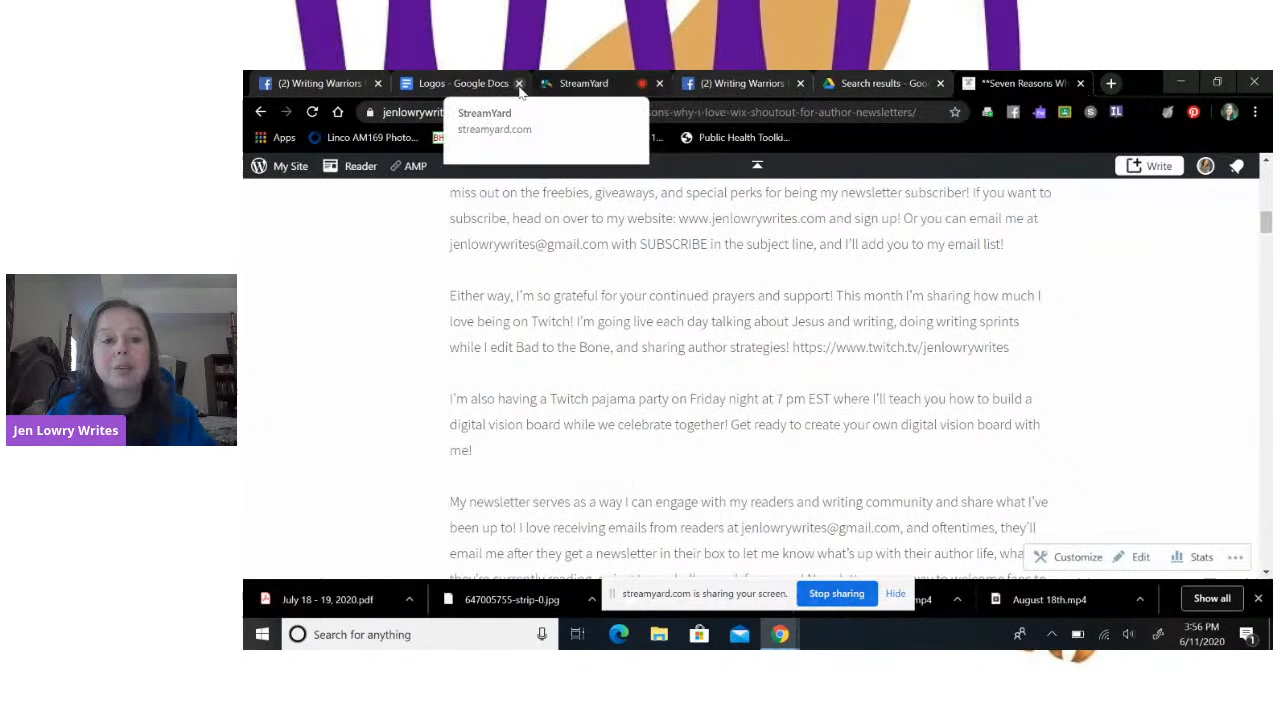 (2) Writing Warriors
Logos - Google Docs
StreamYard
(2) Writing Warriors
Search results - Goo
**Seven Reasons Wh
jenlowrywrit
sons-why-i-love-wix-shoutout-for-author-newsletters/
StreamYard
streamyard.com
Apps
Linco AM169 Photo...
BH
1...
Public Health Toolki...
My Site
Reader
AMP
Write
miss out on the freebies, giveaways, and special perks for being my newsletter subscriber! If you want to
subscribe, head on over to my website: www.jenlowrywrites.com and sign up! Or you can email me at
jenlowrywrites@gmail.com with SUBSCRIBE in the subject line, and I'll add you to my email list!
Either way, I'm so grateful for your continued prayers and support! This month I'm sharing how much I
love being on Twitch! I'm going live each day talking about Jesus and writing, doing writing sprints
while I edit Bad to the Bone, and sharing author strategies! https://www.twitch.tv/jenlowrywrites
I'm also having a Twitch pajama party on Friday night at 7 pm EST where I'll teach you how to build a
digital vision board while we celebrate together! Get ready to create your own digital vision board with
me!
My newsletter serves as a way I can engage with my readers and writing community and share what I've
been up to! I love receiving emails from readers at jenlowrywrites@gmail.com, and oftentimes, they'll
email me after they get a newsletter in their box to let me know what's up with their author life, wha
Customize
Edit
Stats
Jen Lowry Writes
July 18 - 19, 2020.pdf
647005755-strip-0.jpg
streamyard.com is sharing your screen.
Stop sharing
Hide
mp4
August 18th.mp4
Show all
Search for anything
3:56 PM
6/11/2020
1